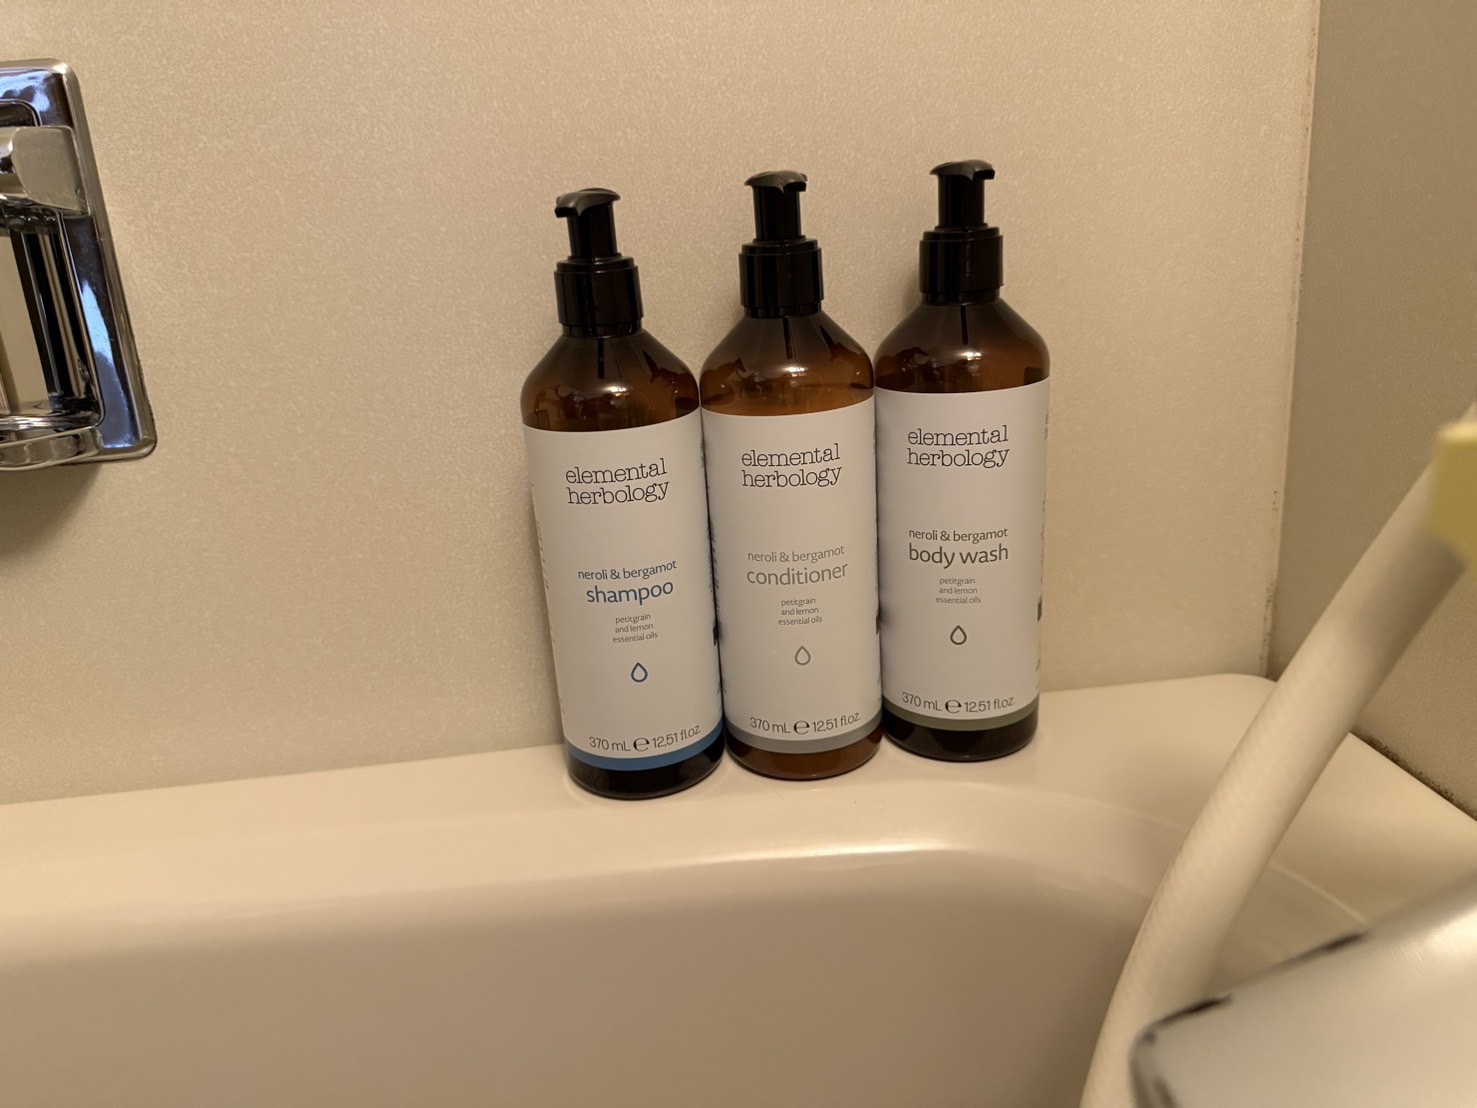 elemental
herbology
neroli & bergamot
shampoo
petitgrain
and lemon
essential oils
370 mL ℮ 12,51 fl.oz
elemental
herbology
neroli & bergamot
conditioner
petitgrain
and lemon
essential oils
370 mL ℮ 12,51 fl.oz
elemental
herbology
neroli & bergamot
body wash
petitgrain
and lemon
essential oils
370 mL ℮ 12,51 fl.oz